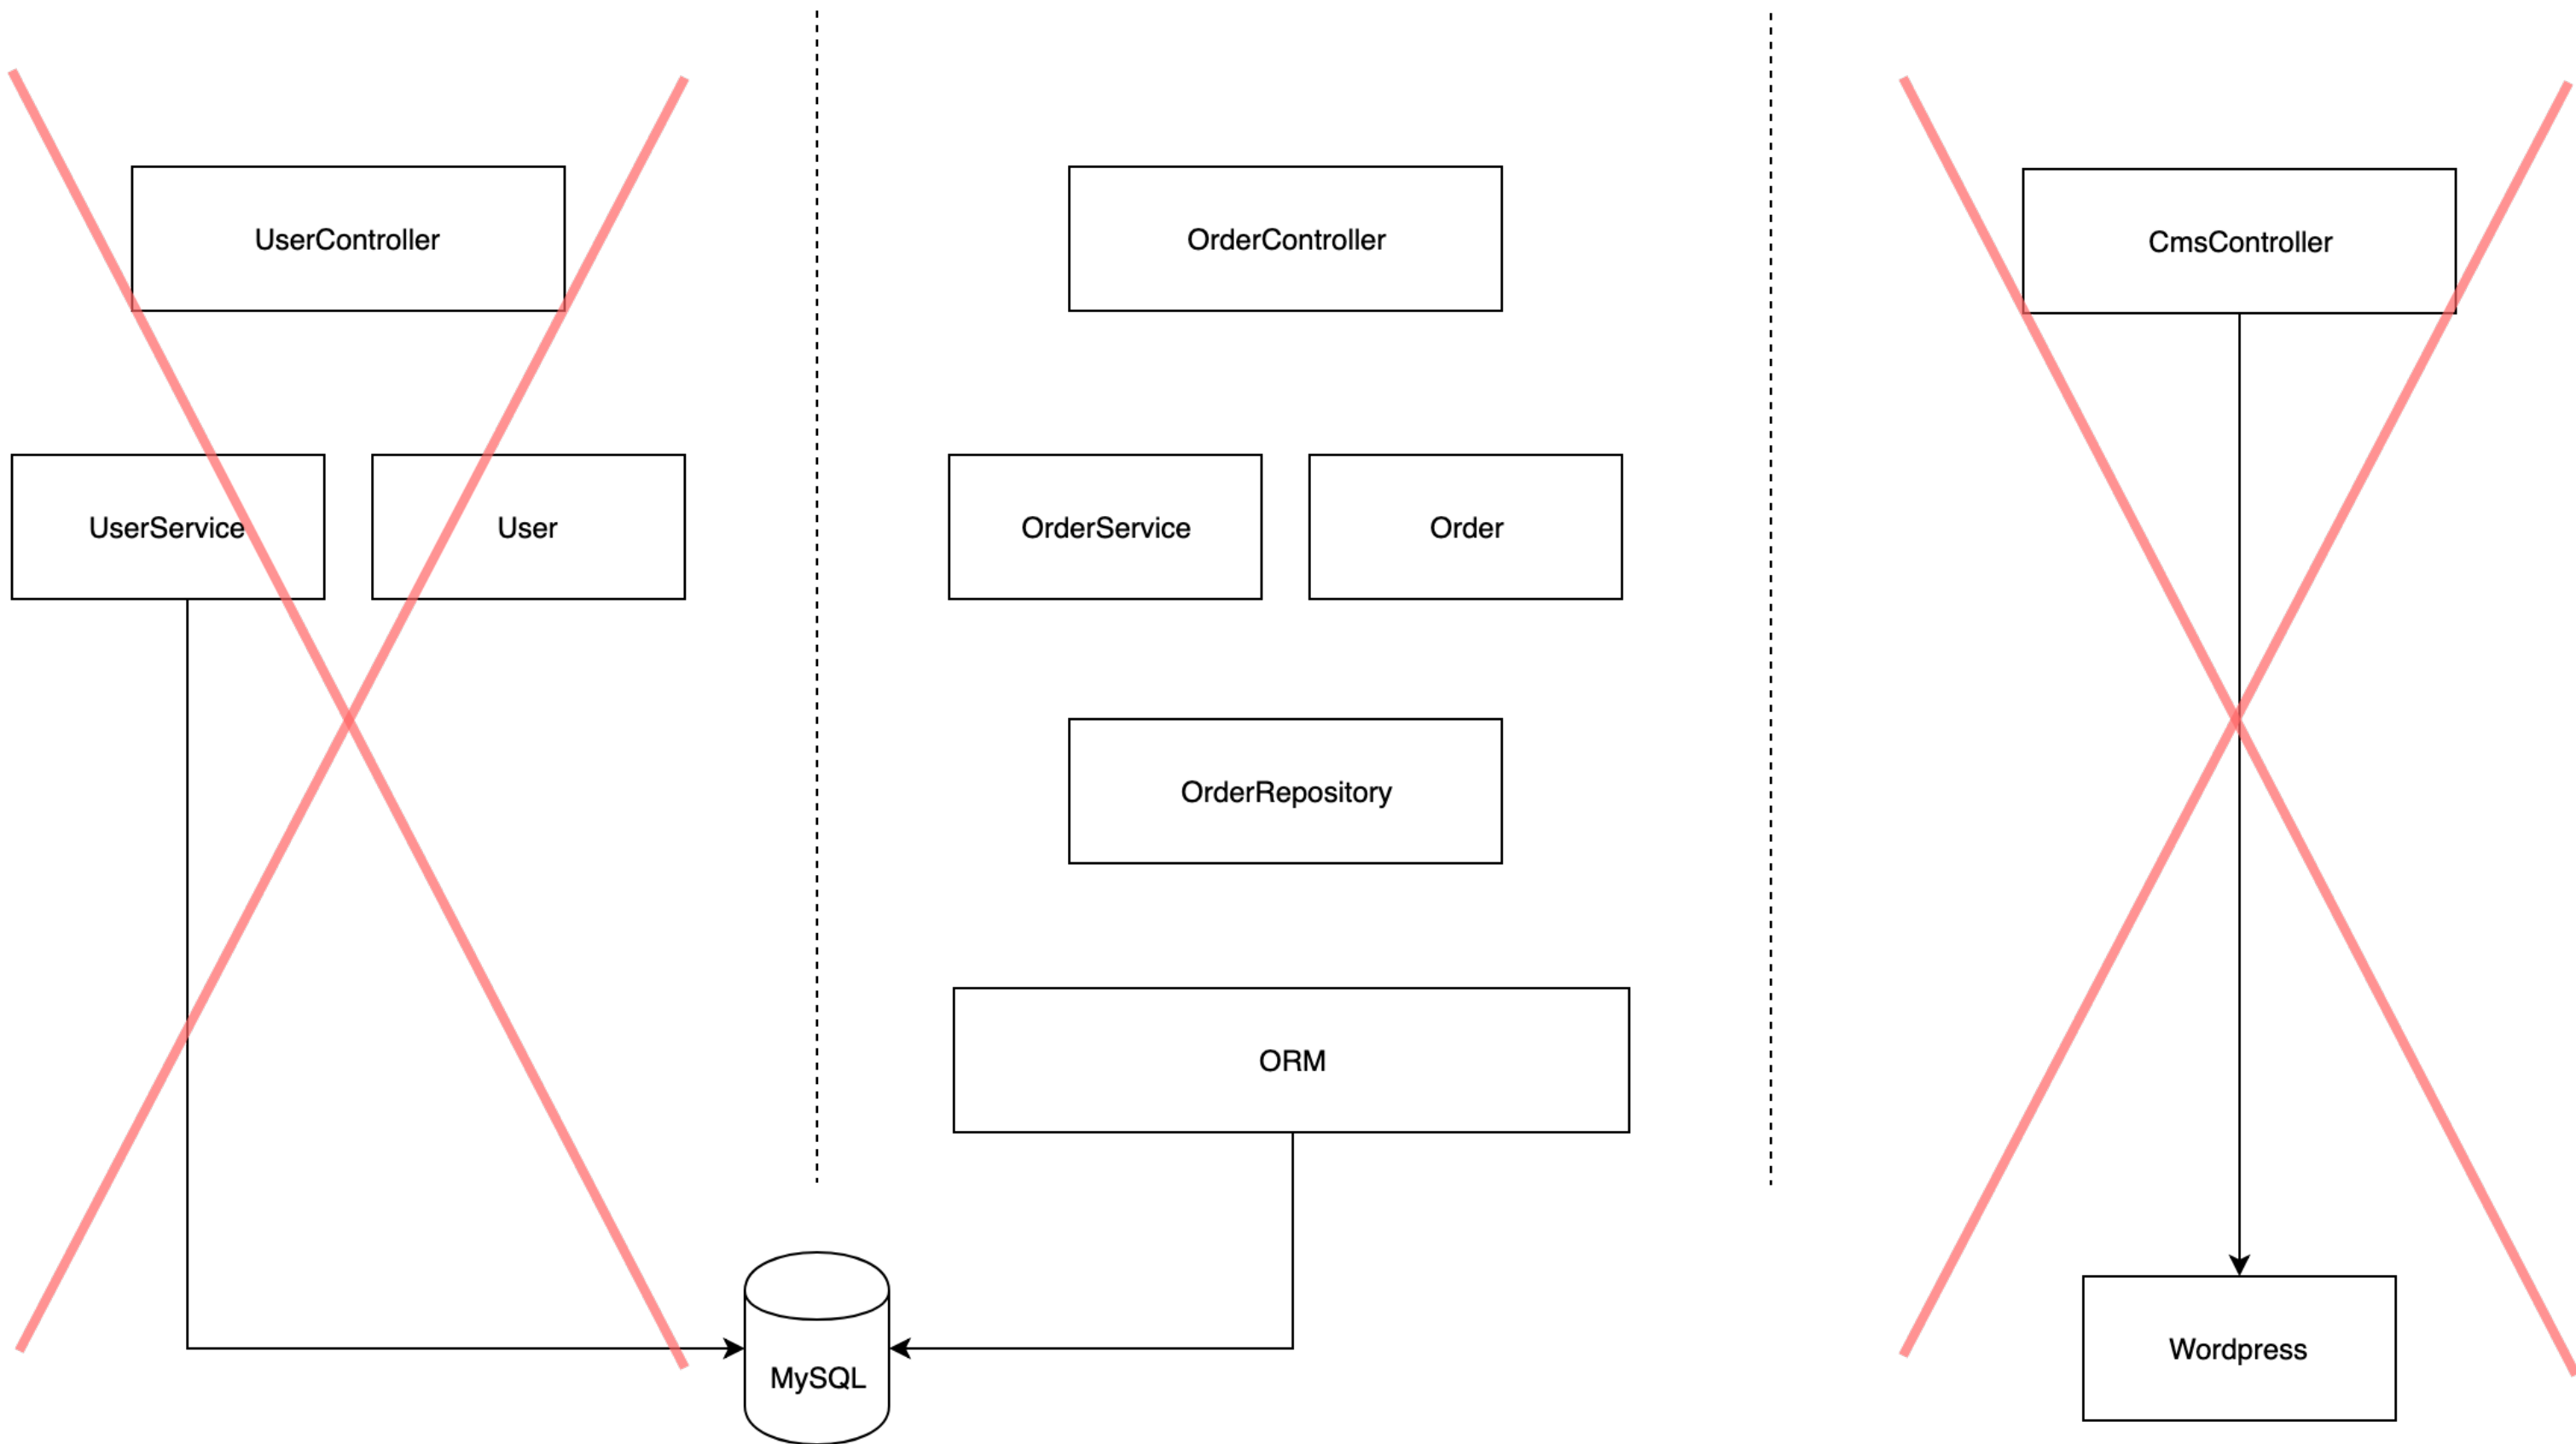 UserController
OrderController
CmsController
UserService
User
OrderService
Order
OrderRepository
ORM
MySQL
Wordpress